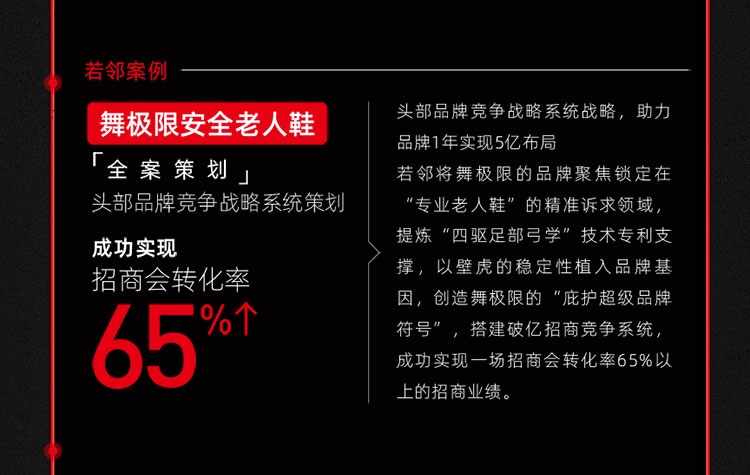 若邻案例
舞极限安全老人鞋
「全案策划」
头部品牌竞争战略系统策划
成功实现
招商会转化率
65%↑
头部品牌竞争战略系统战略，助力
品牌1年实现5亿布局
若邻将舞极限的品牌聚焦锁定在
“专业老人鞋”的精准诉求领域，
提炼“四驱足部弓学”技术专利支
撑，以壁虎的稳定性植入品牌基
因，创造舞极限的“庇护超级品牌
符号”，搭建破亿招商竞争系统，
成功实现一场招商会转化率65%以
上的招商业绩。